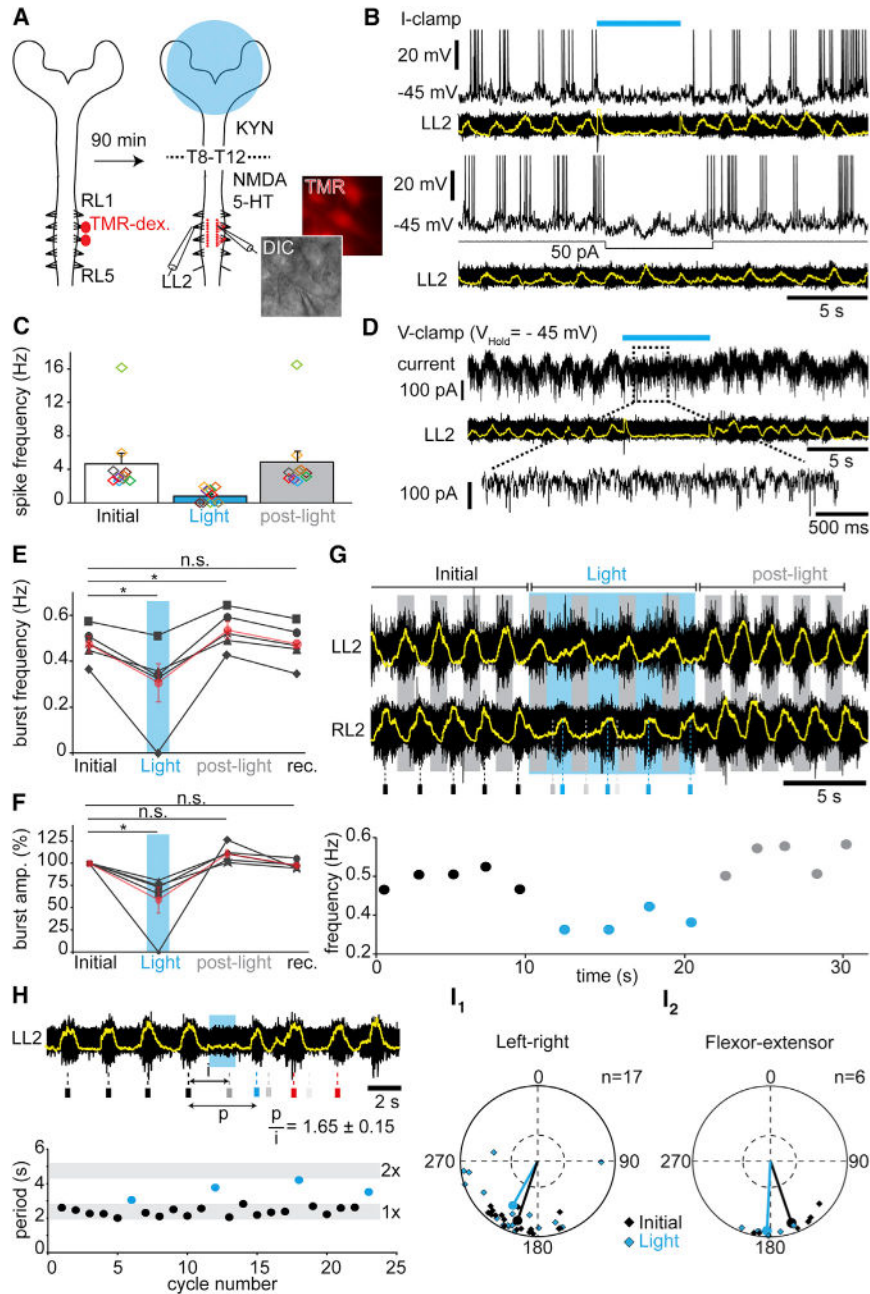 A
90 min
KYN
T8-T12
NMDA
5-HT
RL1
TMR-dex.
RL5
LL2
TMR
DIC
B
I-clamp
20 mV
-45 mV
LL2
20 mV
-45 mV
50 pA
LL2
5 s
C
spike frequency (Hz)
16
12
8
4
0
Initial
Light
post-light
D
V-clamp (VHold= - 45 mV)
current
100 pA
LL2
5 s
100 pA
500 ms
E
n.s.
*
*
burst frequency (Hz)
0.6
0.4
0.2
0
Initial
Light
post-light
rec.
F
n.s.
n.s.
*
burst amp. (%)
125
100
75
50
25
0
Initial
Light
post-light
rec.
G
Initial
Light
post-light
LL2
RL2
5 s
frequency (Hz)
0.6
0.5
0.4
0.2
0
10
20
30
time (s)
H
LL2
i
p
2 s
p/i = 1.65 ± 0.15
period (s)
6
4
2
0
2x
1x
0
5
10
15
20
25
cycle number
I1
Left-right
n=17
0
90
180
270
Initial
Light
I2
Flexor-extensor
n=6
0
90
180
270